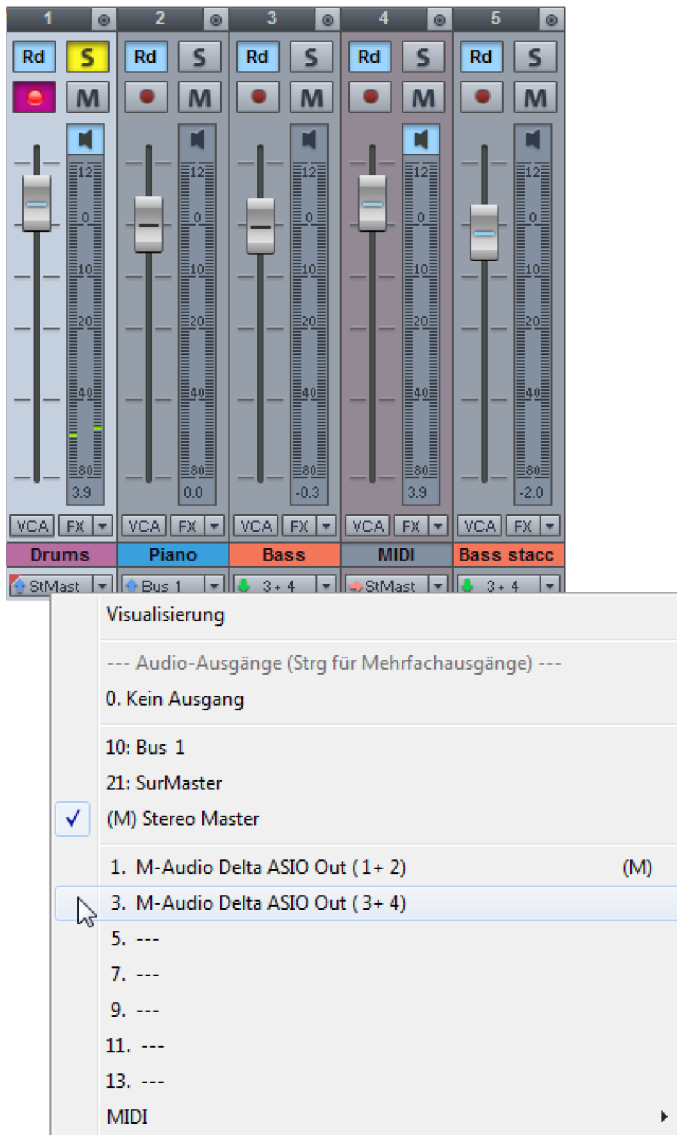 1 2 3 4 5
Rd S Rd S Rd S Rd S Rd S
M M M M M
12 12 12 12 12
0 0 0 0 0
10 10 10 10 10
20 20 20 20 20
40 40 40 40 40
80 80 80 80 80
3.9 0.0 -0.3 3.9 -2.0
VCA FX VCA FX VCA FX VCA FX VCA FX
Drums Piano Bass MIDI Bass stacc
StMast Bus 1 3+ 4 StMast 3+ 4
Visualisierung
--- Audio-Ausgänge (Strg für Mehrfachausgänge) ---
0. Kein Ausgang
10: Bus 1
21: SurMaster
(M) Stereo Master
1. M-Audio Delta ASIO Out ( 1+ 2) (M)
3. M-Audio Delta ASIO Out ( 3+ 4)
5. ---
7. ---
9. ---
11. ---
13. ---
MIDI